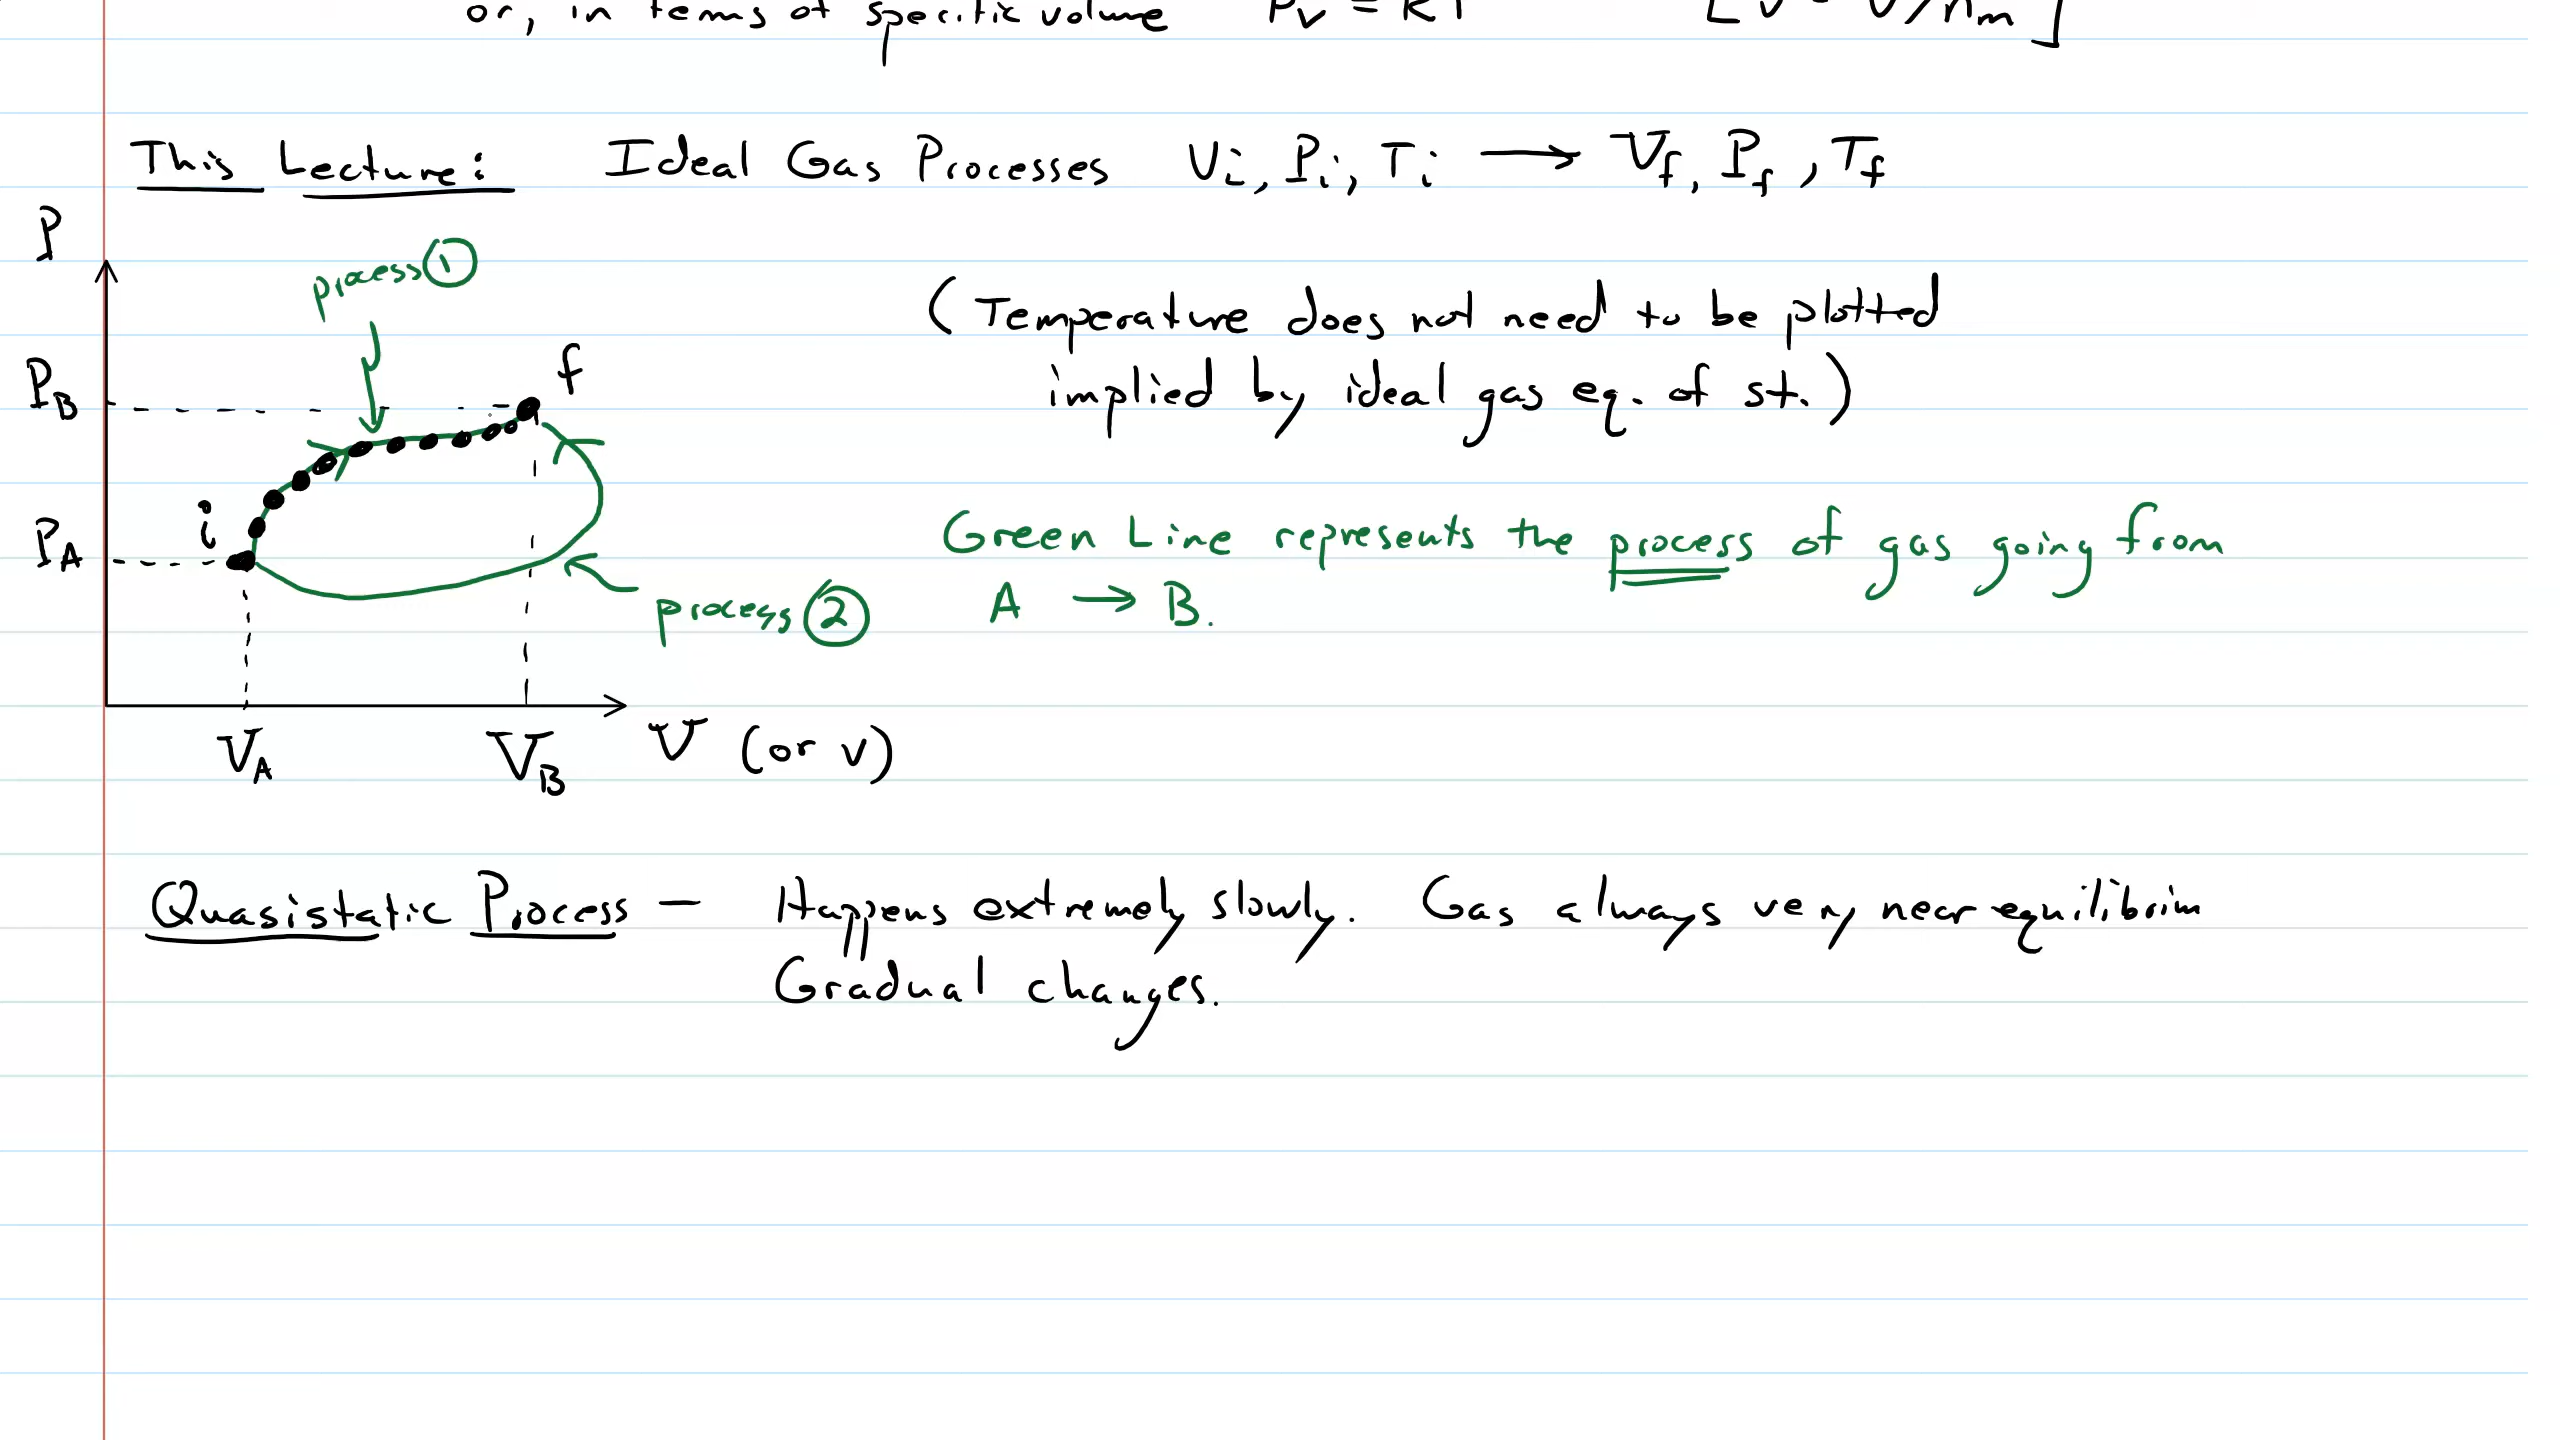 or, in terms of specific volume Pv = RT [v = V/nm]
This Lecture: Ideal Gas Processes Vi, Pi, Ti → Vf, Pf, Tf
P
process ①
(Temperature does not need to be plotted
implied by ideal gas eq. of st.)
f
PB
i
PA
Green Line represents the process of gas going from
A → B.
process ②
VA VB V (or v)
Quasistatic Process — Happens extremely slowly. Gas always very near equilibrim
Gradual changes.